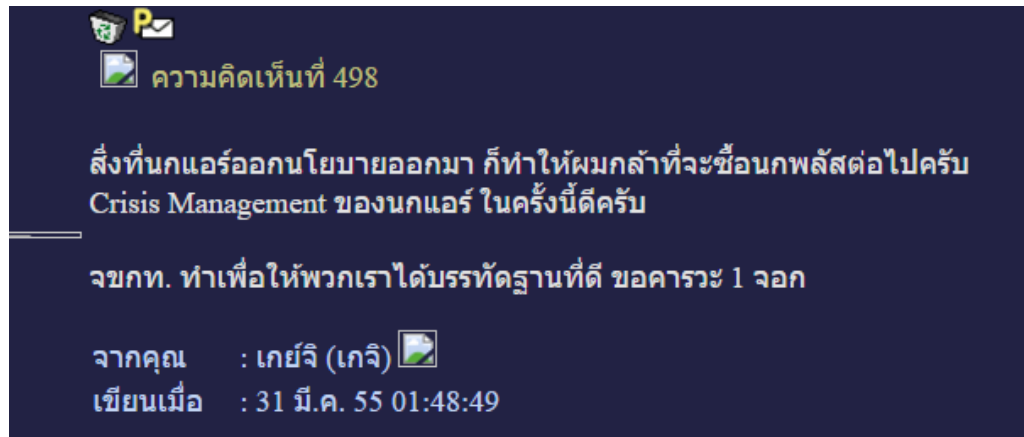 P
ความคิดเห็นที่ 498
สิ่งที่นกแอร์ออกนโยบายออกมา ก็ทำให้ผมกล้าที่จะซื้อนกพลัสต่อไปครับ
Crisis Management ของนกแอร์ ในครั้งนี้ดีครับ
จขกท. ทำเพื่อให้พวกเราได้บรรทัดฐานที่ดี ขอคารวะ 1 จอก
จากคุณ : เกย์จิ (เกจิ)
เขียนเมื่อ : 31 มี.ค. 55 01:48:49